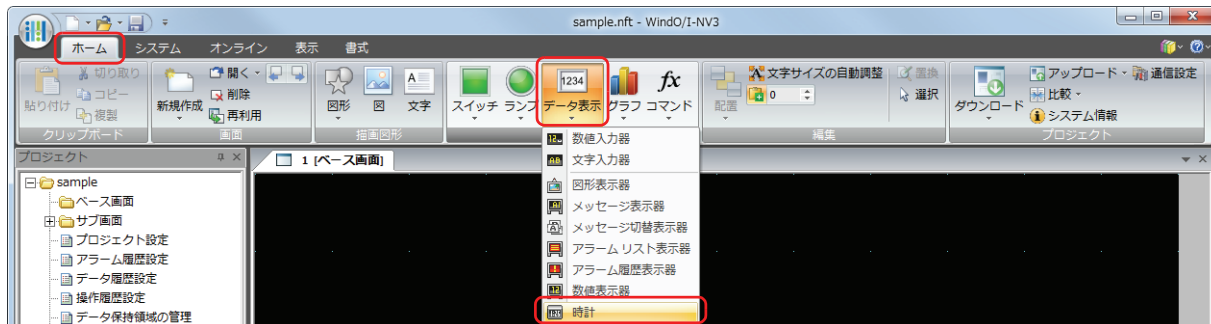 sample.nft - WindO/I-NV3
ホーム システム オンライン 表示 書式
切り取り
コピー
複製
貼り付け
クリップボード
新規作成
開く
削除
再利用
画面
図形 図 文字
描画図形
スイッチ ランプ データ表示 グラフ コマンド
1234
fx
配置
文字サイズの自動調整
0
置換
選択
編集
ダウンロード
アップロード
比較
システム情報
通信設定
プロジェクト
プロジェクト
1 [ベース画面]
sample
ベース画面
サブ画面
プロジェクト設定
アラーム履歴設定
データ履歴設定
操作履歴設定
データ保持領域の管理
数値入力器
文字入力器
図形表示器
メッセージ表示器
メッセージ切替表示器
アラーム リスト表示器
アラーム履歴表示器
数値表示器
時計